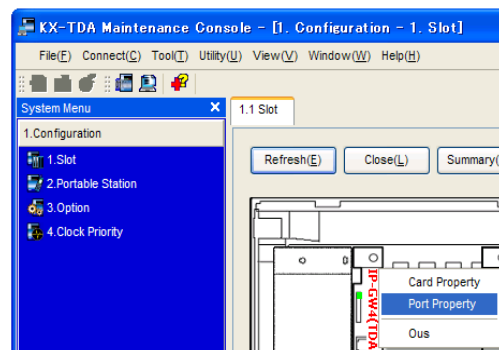 KX-TDA Maintenance Console - [1. Configuration - 1. Slot]
File(F) Connect(C) Tool(T) Utility(U) View(V) Window(W) Help(H)
System Menu X
1.Configuration
1.Slot
2.Portable Station
3.Option
4.Clock Priority
1.1 Slot
Refresh(E) Close(L) Summary(
IP-GW4(TDA
Card Property
Port Property
Ous